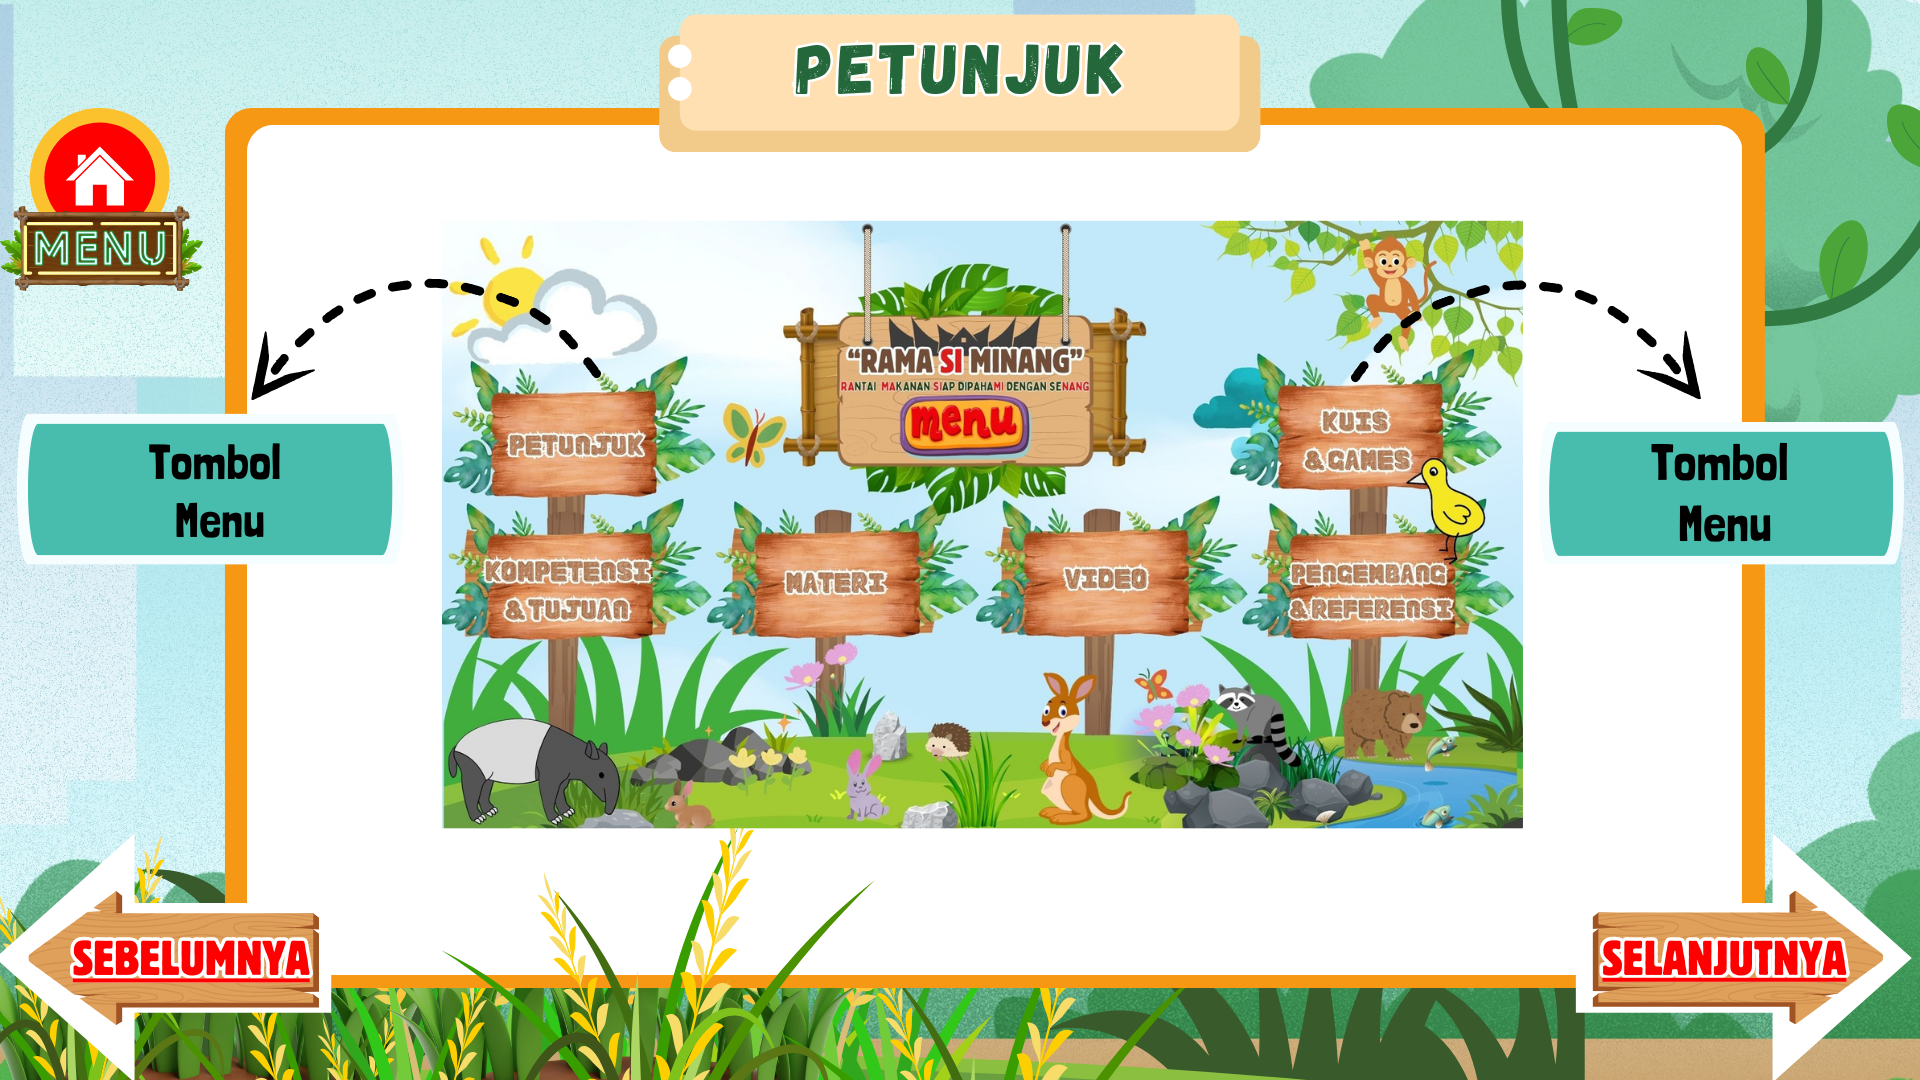 PETUNJUK
MENU
"RAMA SI MINANG"
RANTAI MAKANAN SIAP DIPAHAMI DENGAN SENANG
menu
PETUNJUK
KUIS
& GAMES
Tombol
Menu
Tombol
Menu
KOMPETENSI
& TUJUAN
MATERI
VIDEO
PENGEMBANG
& REFERENSI
SEBELUMNYA
SELANJUTNYA